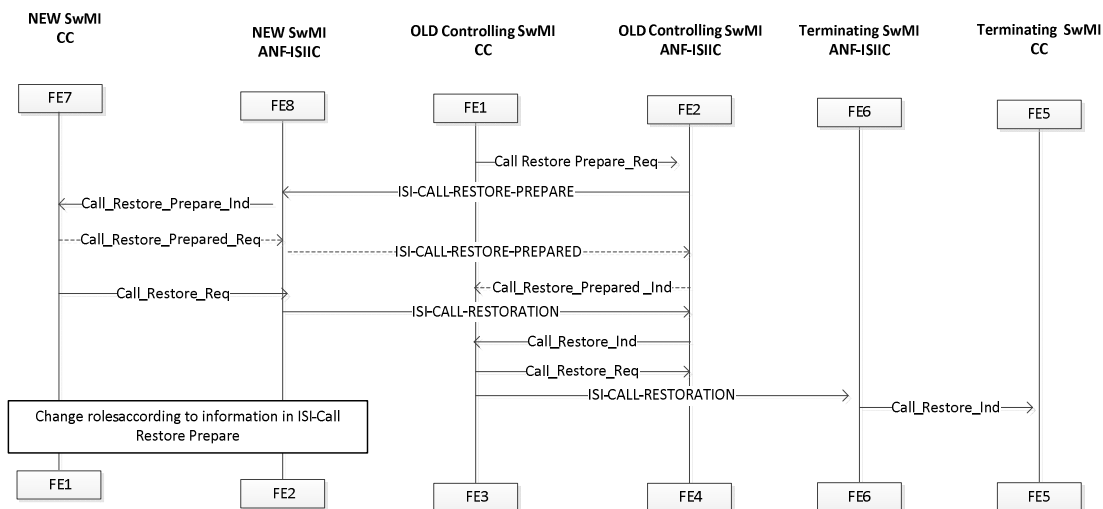 NEW SwMI
CC
NEW SwMI
ANF-ISIIC
OLD Controlling SwMI
CC
OLD Controlling SwMI
ANF-ISIIC
Terminating SwMI
ANF-ISIIC
Terminating SwMI
CC
FE7
FE8
FE1
FE2
FE6
FE5
Call Restore Prepare_Req
ISI-CALL-RESTORE-PREPARE
Call_Restore_Prepare_Ind
Call_Restore_Prepared_Req
ISI-CALL-RESTORE-PREPARED
Call_Restore_Prepared _Ind
Call_Restore_Req
ISI-CALL-RESTORATION
Call_Restore_Ind
Call_Restore_Req
ISI-CALL-RESTORATION
Call_Restore_Ind
Change rolesaccording to information in ISI-Call
Restore Prepare
FE1
FE2
FE3
FE4
FE6
FE5